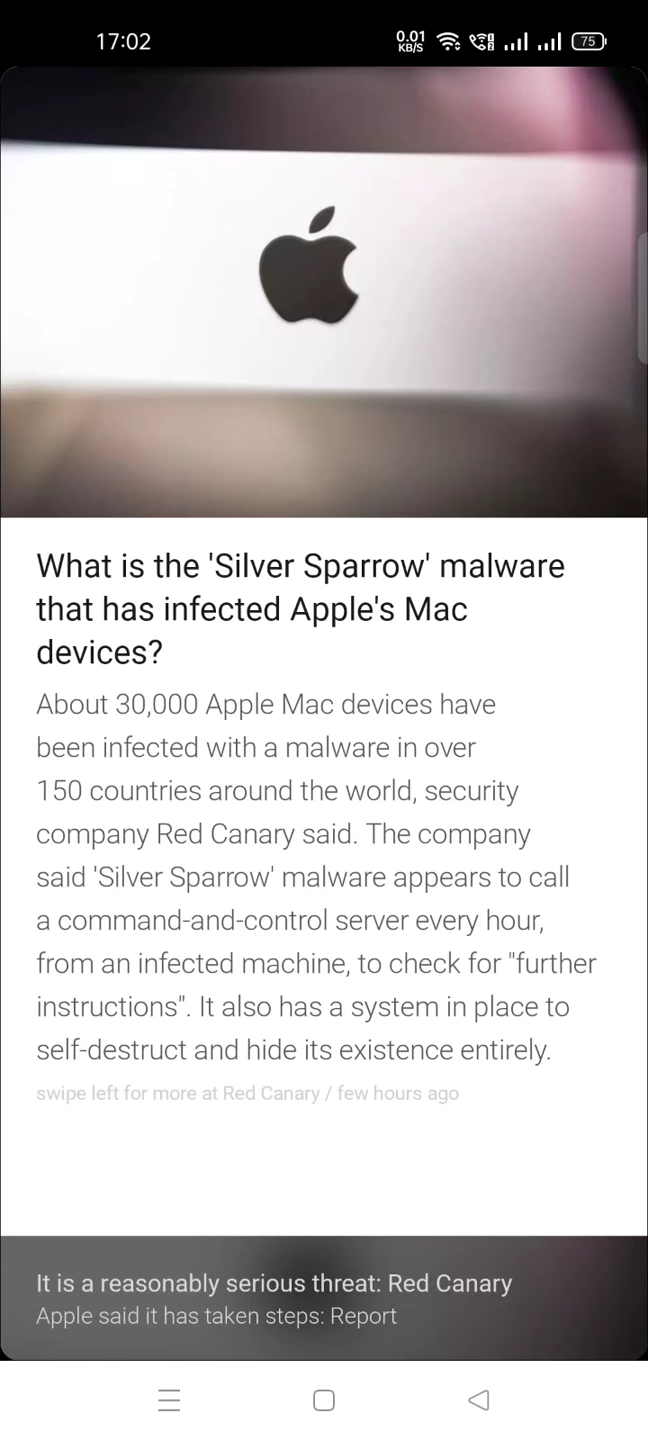 17:02
0.01
KB/S
75
What is the 'Silver Sparrow' malware
that has infected Apple's Mac
devices?
About 30,000 Apple Mac devices have
been infected with a malware in over
150 countries around the world, security
company Red Canary said. The company
said 'Silver Sparrow' malware appears to call
a command-and-control server every hour,
from an infected machine, to check for "further
instructions". It also has a system in place to
self-destruct and hide its existence entirely.
swipe left for more at Red Canary / few hours ago
It is a reasonably serious threat: Red Canary
Apple said it has taken steps: Report